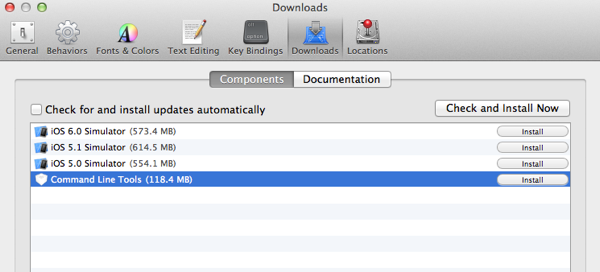 Downloads
General Behaviors Fonts & Colors Text Editing Key Bindings Downloads Locations
Components Documentation
Check for and install updates automatically Check and Install Now
iOS 6.0 Simulator (573.4 MB) Install
iOS 5.1 Simulator (614.5 MB) Install
iOS 5.0 Simulator (554.1 MB) Install
Command Line Tools (118.4 MB) Install